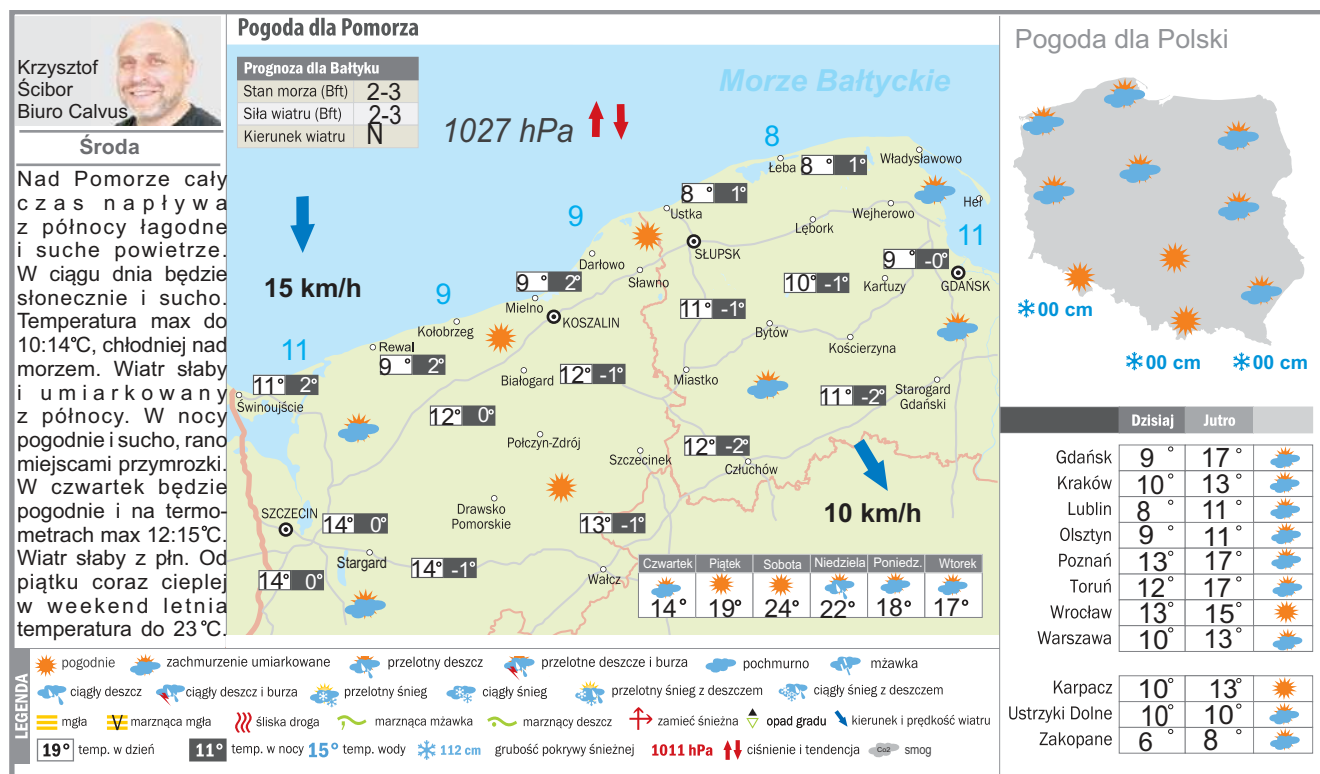 Krzysztof
Ścibor
Biuro Calvus
Środa
Nad Pomorze cały
czas napływa
z północy łagodne
i suche powietrze.
W ciągu dnia będzie
słonecznie i sucho.
Temperatura max do
10:14°C, chłodniej nad
morzem. Wiatr słaby
i umiarkowany
z północy. W nocy
pogodnie i sucho, rano
miejscami przymrozki.
W czwartek będzie
pogodnie i na termo-
metrach max 12:15°C.
Wiatr słaby z płn. Od
piątku coraz cieplej
w weekend letnia
temperatura do 23°C.
Pogoda dla Pomorza
Prognoza dla Bałtyku
Stan morza (Bft) 2-3
Siła wiatru (Bft) 2-3
Kierunek wiatru N
1027 hPa
Morze Bałtyckie
8
Łeba 8° 1°
Władysławowo
8° 1°
Ustka
Hel
9
Wejherowo
Lębork
11
SŁUPSK
15 km/h
Darłowo
9° -0°
9° 2°
Sławno
10° -1°
Kartuzy
GDAŃSK
9
Mielno
11° -1°
KOSZALIN
Kołobrzeg
Bytów
Kościerzyna
11
Rewal
9° 2°
Białogard
12° -1°
Miastko
11° 2°
Świnoujście
11° -2°
Starogard
Gdański
12° 0°
Połczyn-Zdrój
12° -2°
Szczecinek
Człuchów
Drawsko
Pomorskie
10 km/h
SZCZECIN
14° 0°
13° -1°
Stargard
14° -1°
14° 0°
Wałcz
Czwartek Piątek Sobota Niedziela Poniedz. Wtorek
14° 19° 24° 22° 18° 17°
Pogoda dla Polski
00 cm
00 cm 00 cm
Dzisiaj Jutro
Gdańsk 9° 17°
Kraków 10° 13°
Lublin 8° 11°
Olsztyn 9° 11°
Poznań 13° 17°
Toruń 12° 17°
Wrocław 13° 15°
Warszawa 10° 13°
Karpacz 10° 13°
Ustrzyki Dolne 10° 10°
Zakopane 6° 8°
LEGENDA
pogodnie zachmurzenie umiarkowane przelotny deszcz przelotne deszcze i burza pochmurno mżawka
ciągły deszcz ciągły deszcz i burza przelotny śnieg ciągły śnieg przelotny śnieg z deszczem ciągły śnieg z deszczem
mgła marznąca mgła śliska droga marznąca mżawka marznący deszcz zamieć śnieżna opad gradu kierunek i prędkość wiatru
19° temp. w dzień 11° temp. w nocy 15° temp. wody 112 cm grubość pokrywy śnieżnej 1011 hPa ciśnienie i tendencja Co2 smog